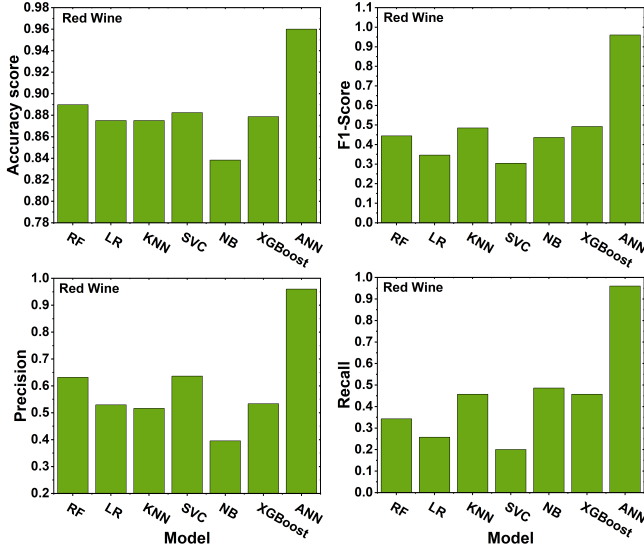 Red Wine
Accuracy score
0.98
0.96
0.92
0.88
0.86
0.84
0.82
0.80
0.78
RF
LR
KNN
SVC
NB
XGBoost
ANN
Red Wine
F1-Score
1.1
1.0
0.9
0.8
0.7
0.6
0.5
0.4
0.3
0.2
0.1
0.0
RF
LR
KNN
SVC
NB
XGBoost
ANN
Red Wine
Precision
1.0
0.9
0.8
0.7
0.6
0.5
0.4
0.3
0.2
RF
LR
KNN
SVC
NB
XGBoost
ANN
Model
Red Wine
Recall
1.0
0.9
0.8
0.7
0.6
0.5
0.4
0.3
0.2
0.1
0.0
RF
LR
KNN
SVC
NB
XGBoost
ANN
Model